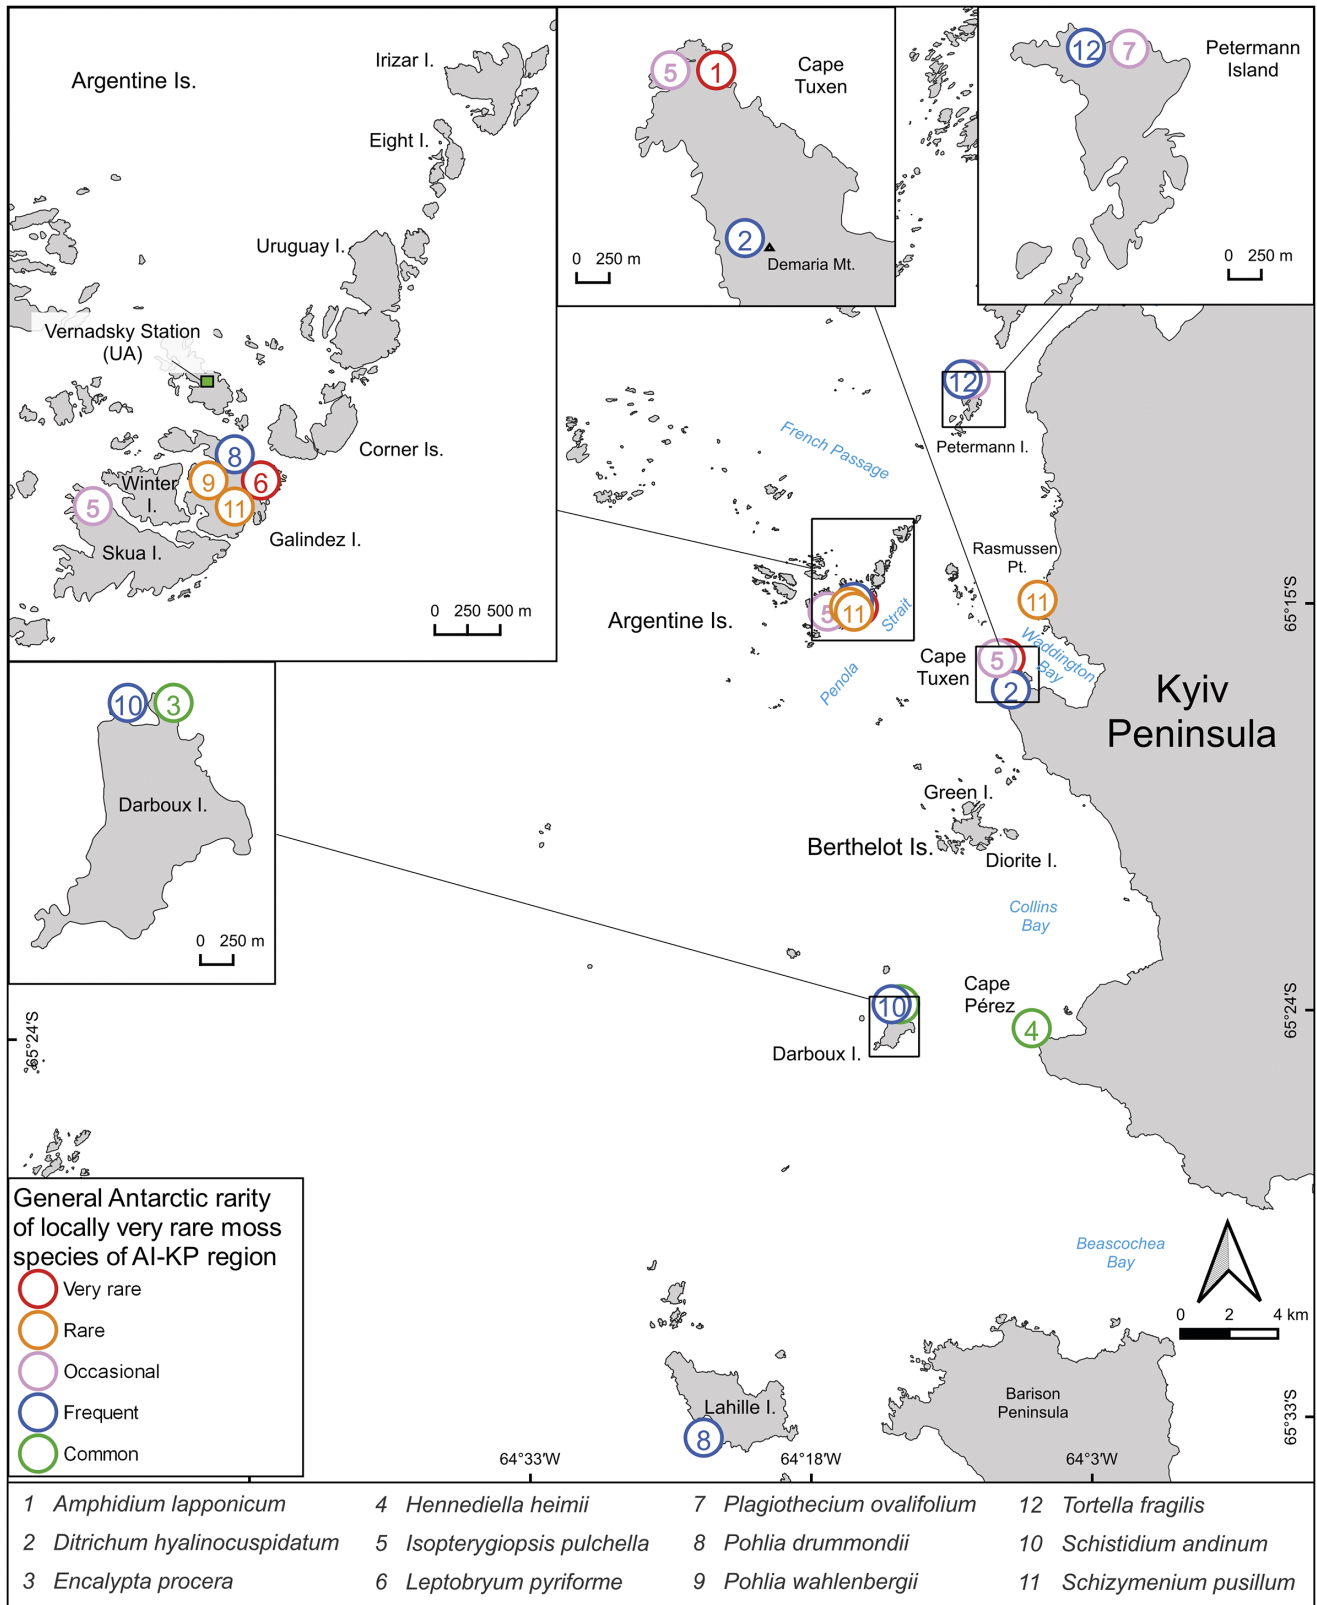 Argentine Is.
Irizar I.
Eight I.
Uruguay I.
Vernadsky Station
(UA)
Corner Is.
8
9
6
11
Winter
I.
5
Skua I.
Galindez I.
0 250 500 m
5
1
Cape
Tuxen
2
Demaria Mt.
0 250 m
12
7
Petermann
Island
0 250 m
12
Petermann I.
French Passage
Rasmussen
Pt.
11
65°15'S
Argentine Is.
5
11
Strait
Penola
Cape
Tuxen
5
2
Waddington
Bay
Kyiv
Peninsula
10
3
Darboux I.
0 250 m
Green I.
Berthelot Is.
Diorite I.
Collins
Bay
10
Darboux I.
Cape
Pérez
4
65°24'S
65°24'S
General Antarctic rarity
of locally very rare moss
species of AI-KP region
Very rare
Rare
Occasional
Frequent
Common
Beascochea
Bay
0 2 4 km
Lahille I.
8
Barison
Peninsula
65°33'S
64°33'W
64°18'W
64°3'W
1 Amphidium lapponicum
2 Ditrichum hyalinocuspidatum
3 Encalypta procera
4 Hennediella heimii
5 Isopterygiopsis pulchella
6 Leptobryum pyriforme
7 Plagiothecium ovalifolium
8 Pohlia drummondii
9 Pohlia wahlenbergii
12 Tortella fragilis
10 Schistidium andinum
11 Schizymenium pusillum